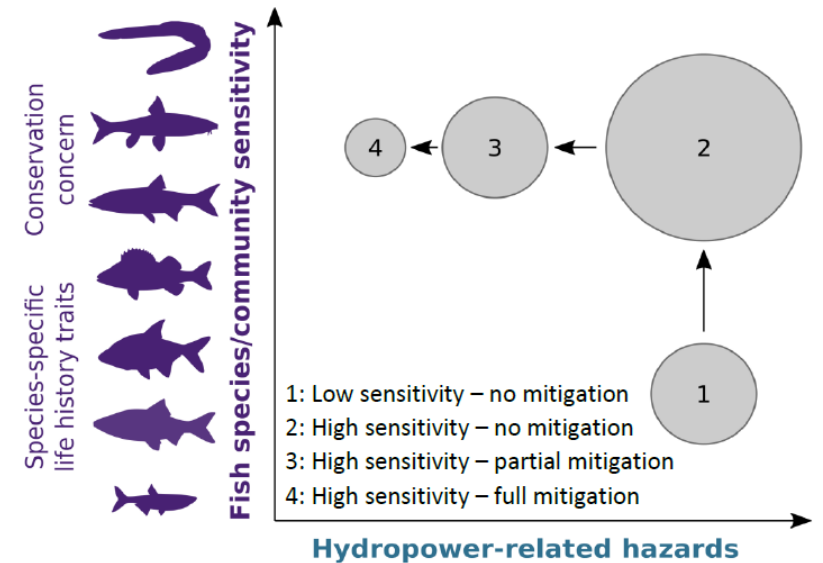 Conservation
concern
Species-specific
life history traits
Fish species/community sensitivity
4
3
2
1
1: Low sensitivity – no mitigation
2: High sensitivity – no mitigation
3: High sensitivity – partial mitigation
4: High sensitivity – full mitigation
Hydropower-related hazards